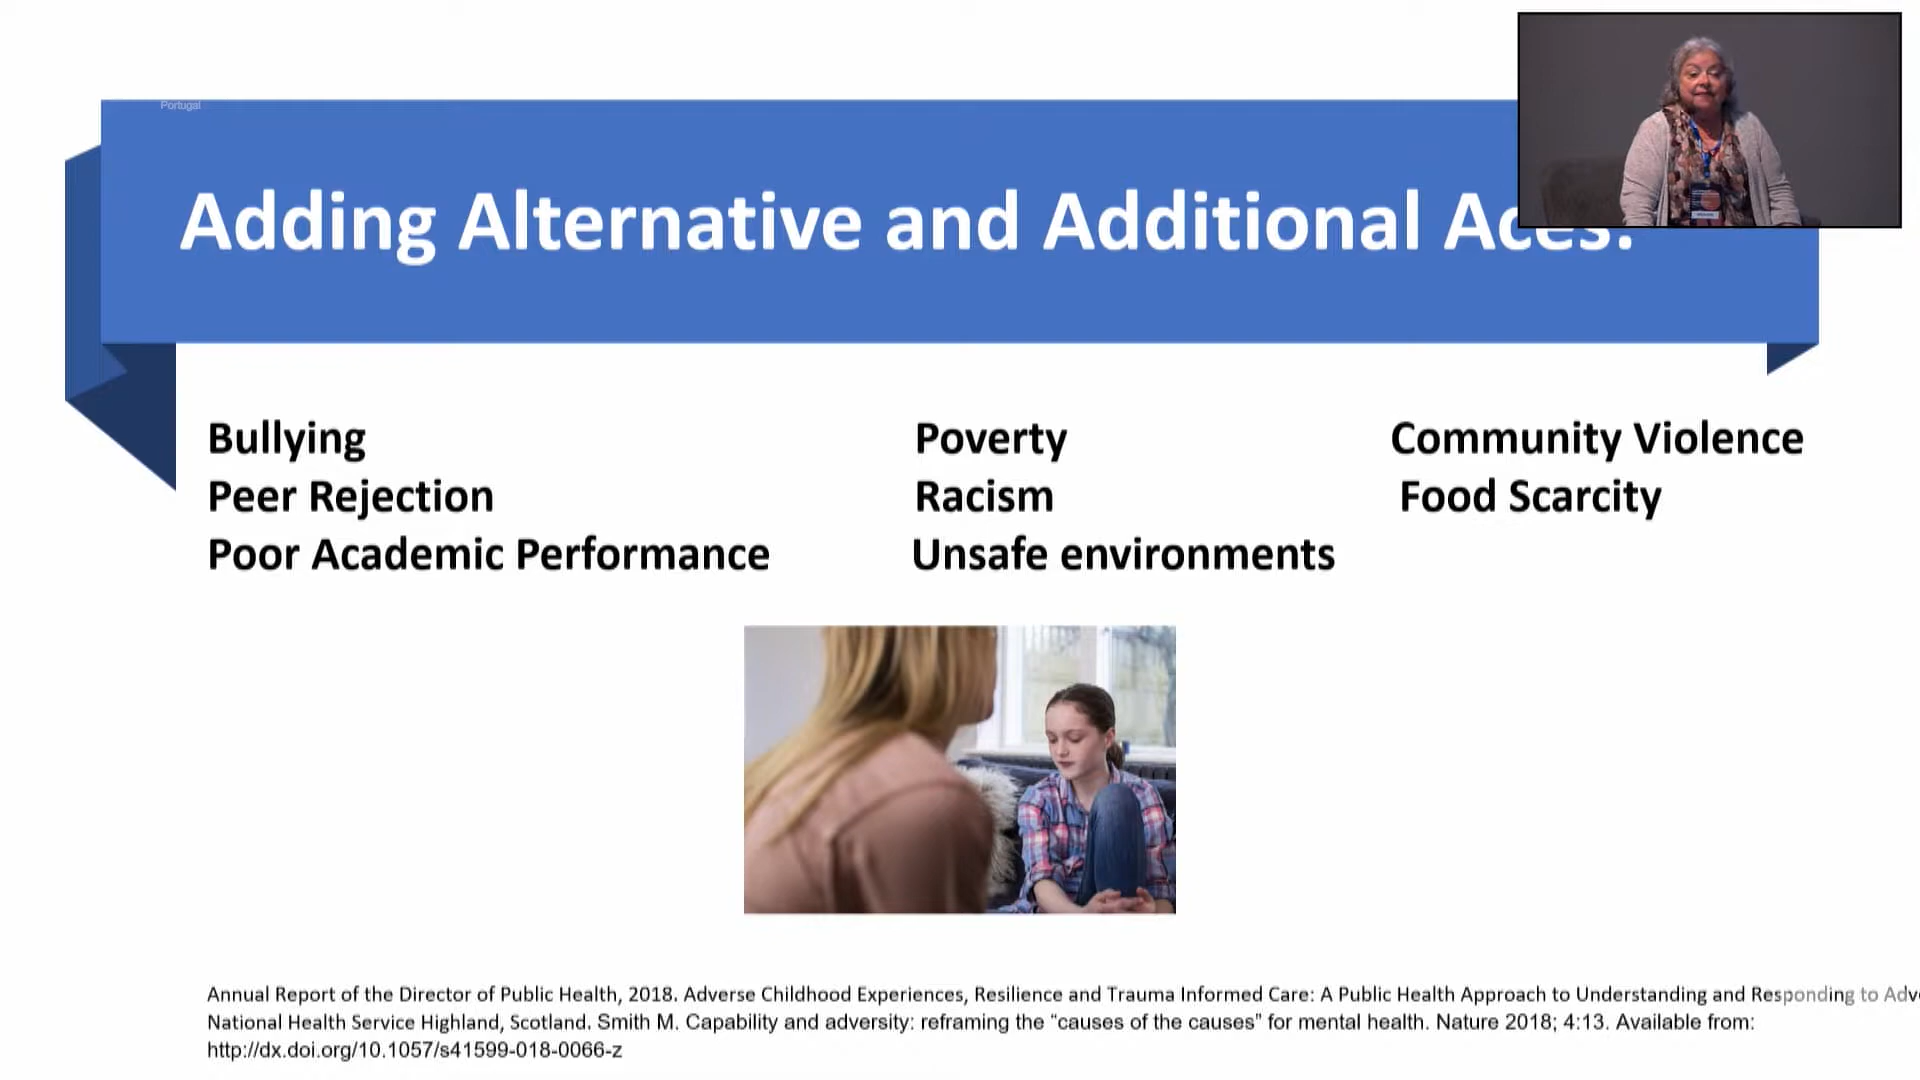 Portugal
Adding Alternative and Additional Aces:
Bullying Poverty Community Violence
Peer Rejection Racism Food Scarcity
Poor Academic Performance Unsafe environments
Annual Report of the Director of Public Health, 2018. Adverse Childhood Experiences, Resilience and Trauma Informed Care: A Public Health Approach to Understanding and Responding to
National Health Service Highland, Scotland. Smith M. Capability and adversity: reframing the “causes of the causes” for mental health. Nature 2018; 4:13. Available from:
http://dx.doi.org/10.1057/s41599-018-0066-z